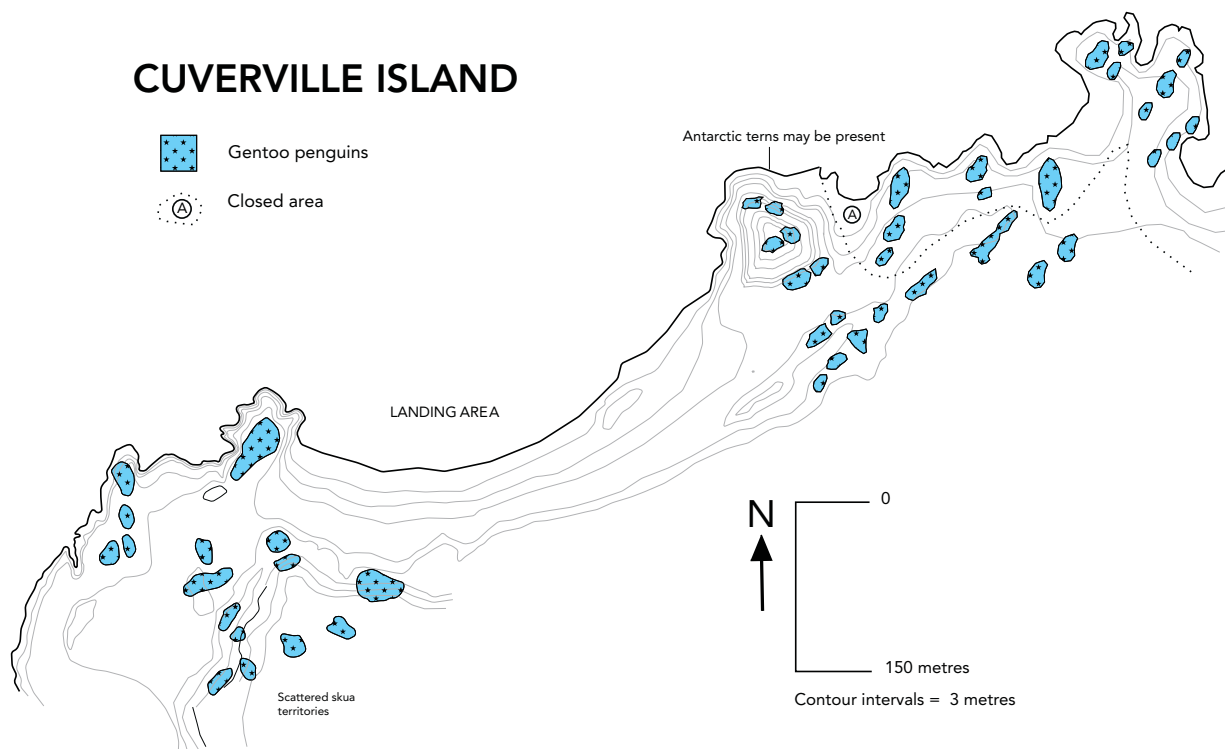 CUVERVILLE ISLAND
Gentoo penguins
A
Closed area
Antarctic terns may be present
A
LANDING AREA
N
0
150 metres
Contour intervals = 3 metres
Scattered skua
territories